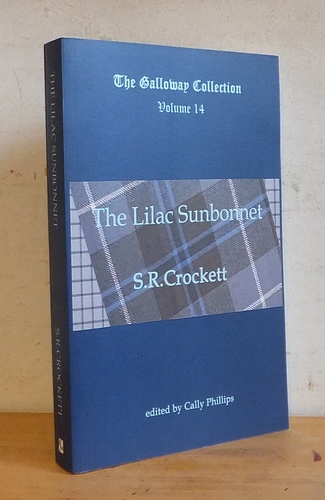 The Galloway Collection
Volume 14
The Lilac Sunbonnet
S.R.Crockett
edited by Cally Phillips
THE LILAC SUNBONNET
S.R.CROCKETT